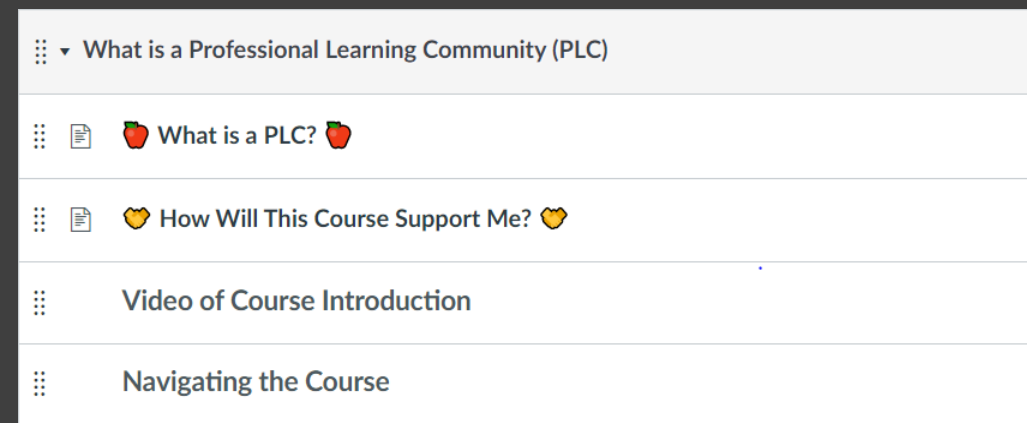 What is a Professional Learning Community (PLC)
🍎 What is a PLC? 🍎
🤝 How Will This Course Support Me? 🤝
Video of Course Introduction
Navigating the Course